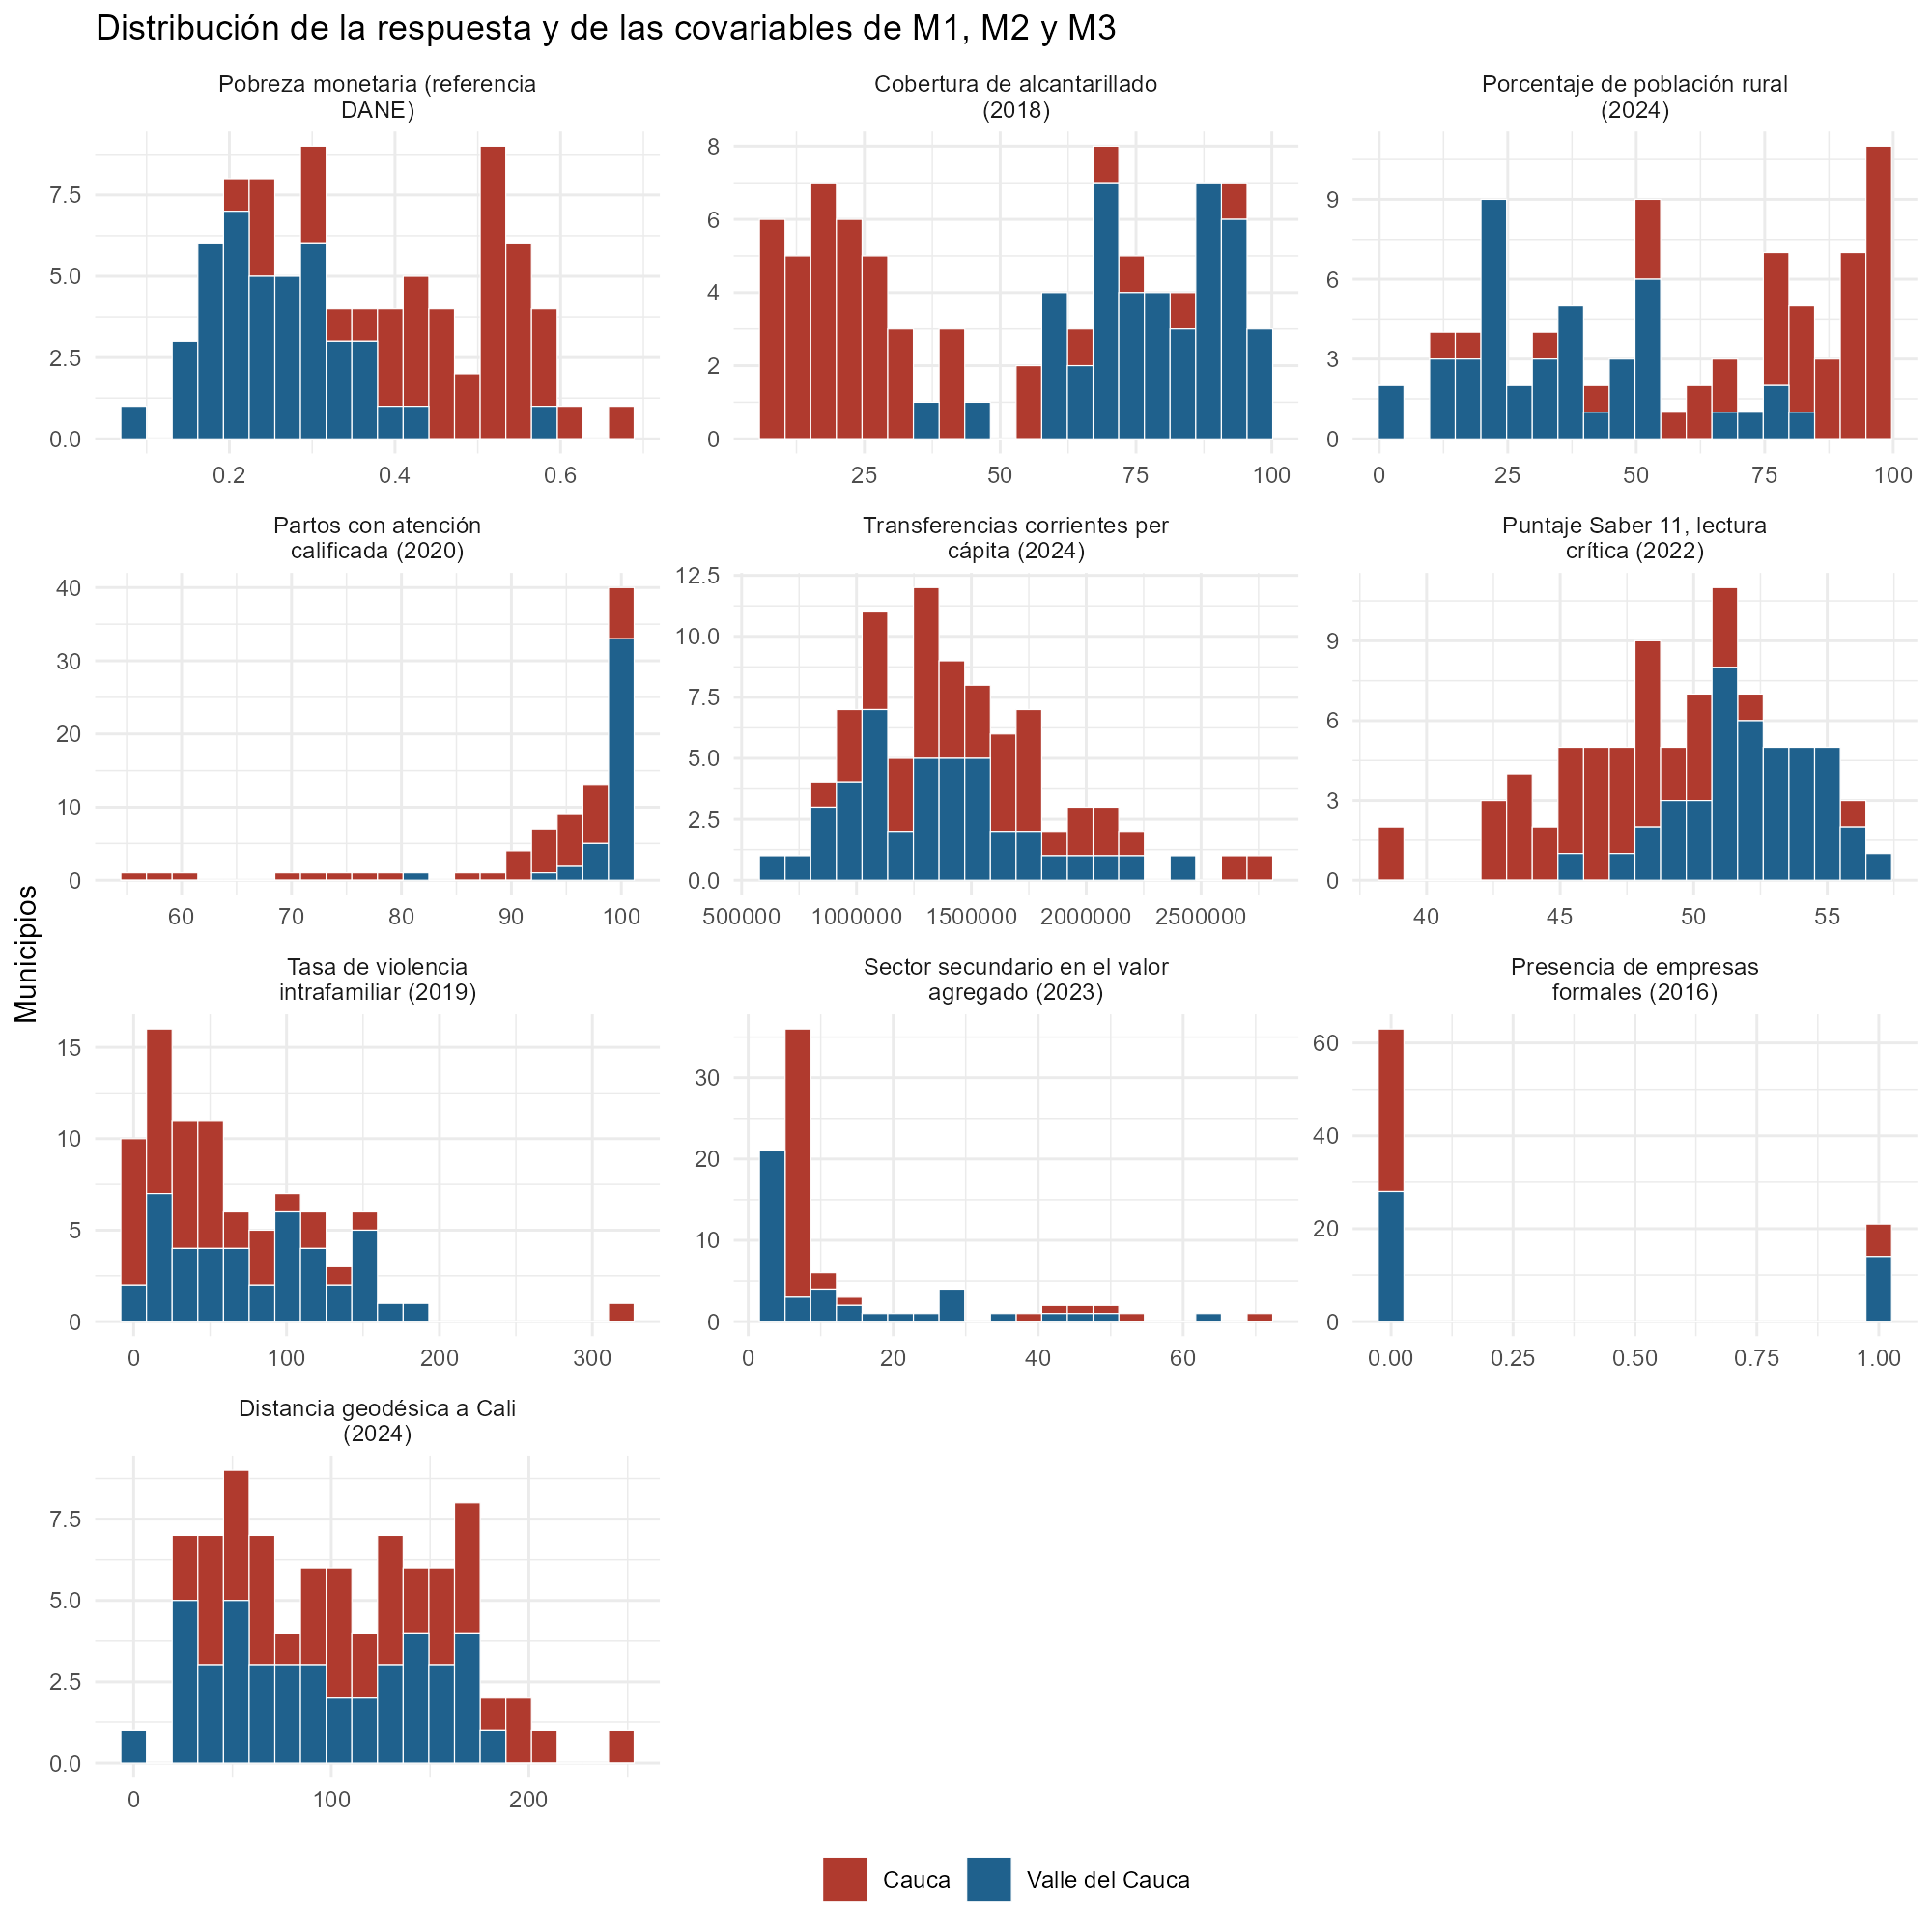 Distribución de la respuesta y de las covariables de M1, M2 y M3
Pobreza monetaria (referencia
DANE)
Cobertura de alcantarillado
(2018)
Porcentaje de población rural
(2024)
7.5
5.0
2.5
0.0
0.2 0.4 0.6
8
6
4
2
0
25 50 75 100
9
6
3
0
0 25 50 75 100
Partos con atención
calificada (2020)
Transferencias corrientes per
cápita (2024)
Puntaje Saber 11, lectura
crítica (2022)
40
30
20
10
0
60 70 80 90 100
12.5
10.0
7.5
5.0
2.5
0.0
500000 1000000 1500000 2000000 2500000
9
6
3
0
40 45 50 55
Municipios
Tasa de violencia
intrafamiliar (2019)
Sector secundario en el valor
agregado (2023)
Presencia de empresas
formales (2016)
15
10
5
0
0 100 200 300
30
20
10
0
0 20 40 60
60
40
20
0
0.00 0.25 0.50 0.75 1.00
Distancia geodésica a Cali
(2024)
7.5
5.0
2.5
0.0
0 100 200
Cauca Valle del Cauca